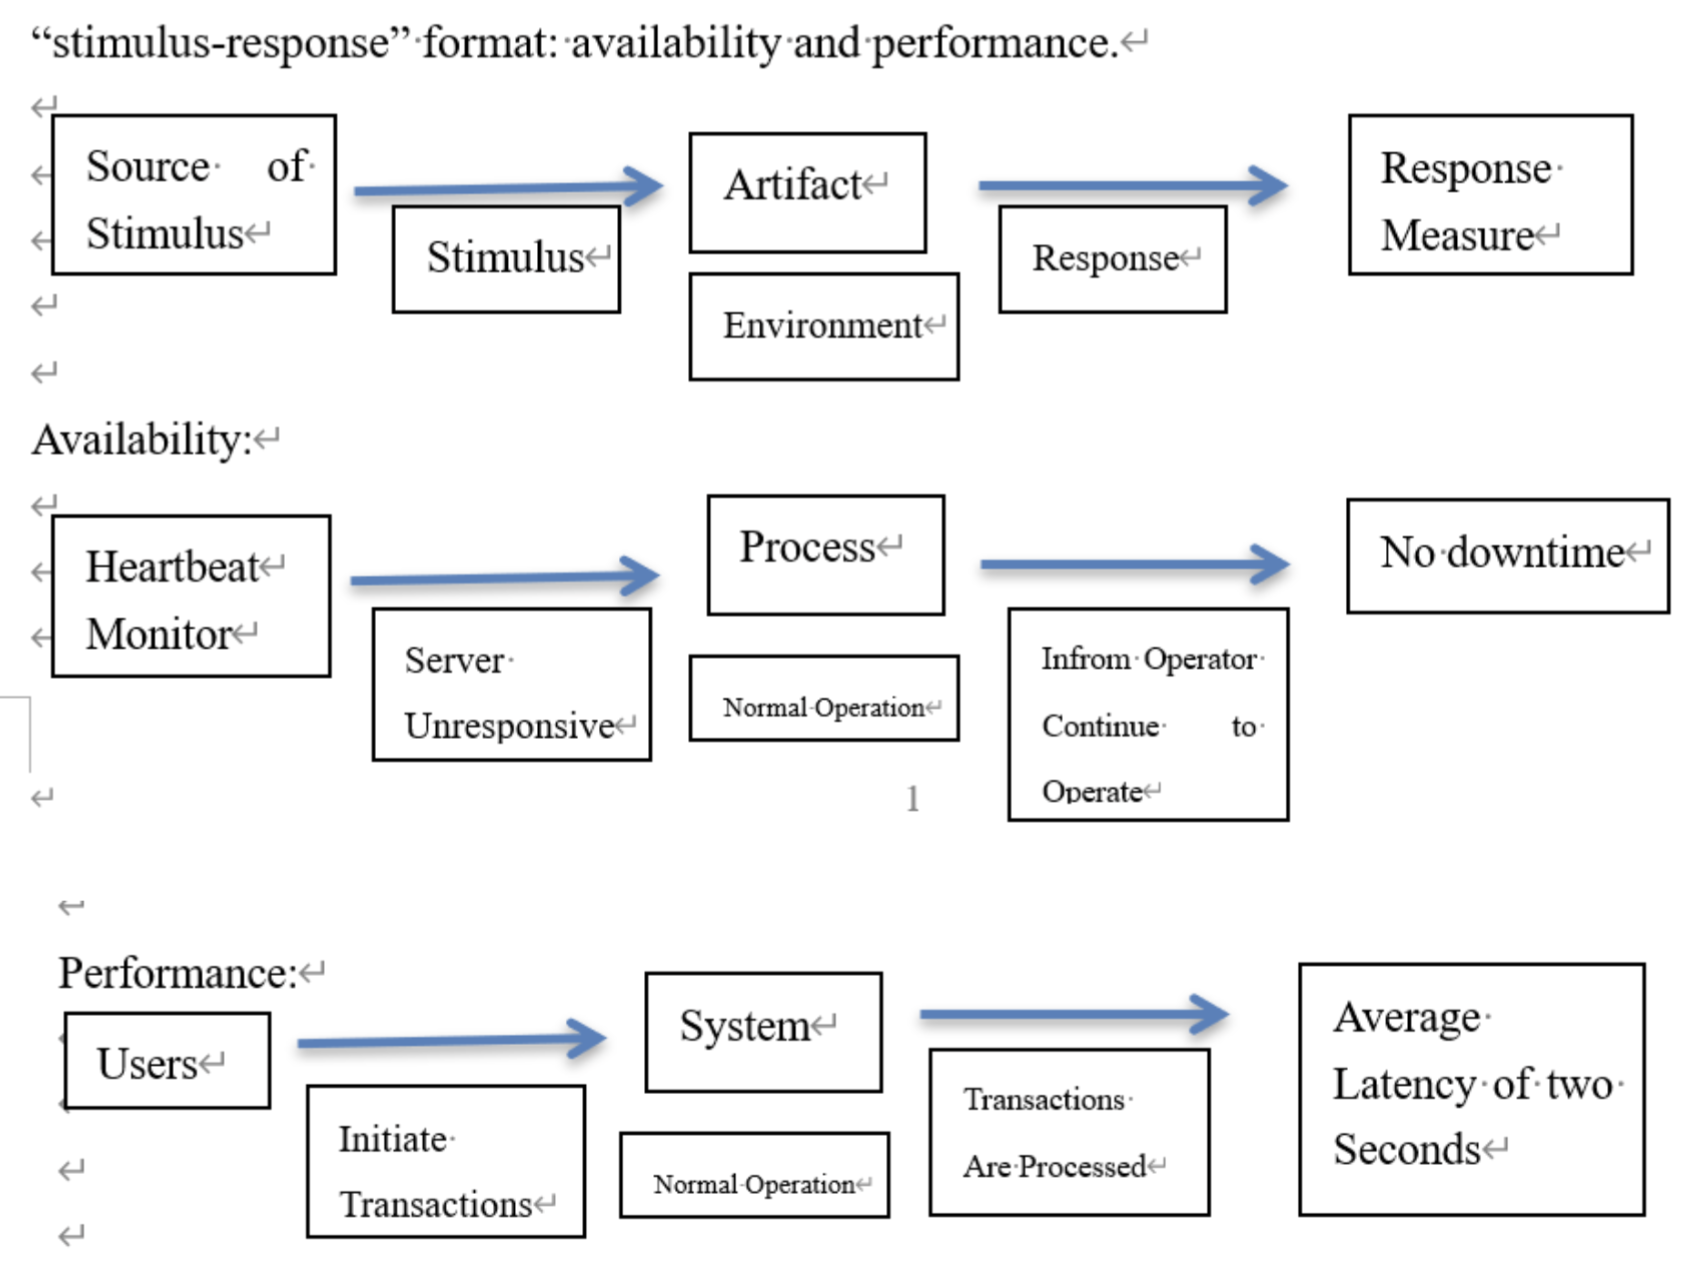 “stimulus-response” format: availability and performance.
Source of
Stimulus
Stimulus
Artifact
Environment
Response
Response
Measure
Availability:
Heartbeat
Monitor
Server
Unresponsive
Process
Normal Operation
Infrom Operator
Continue to
Operate
No downtime
1
Performance:
Users
Initiate
Transactions
System
Normal Operation
Transactions
Are Processed
Average
Latency of two
Seconds